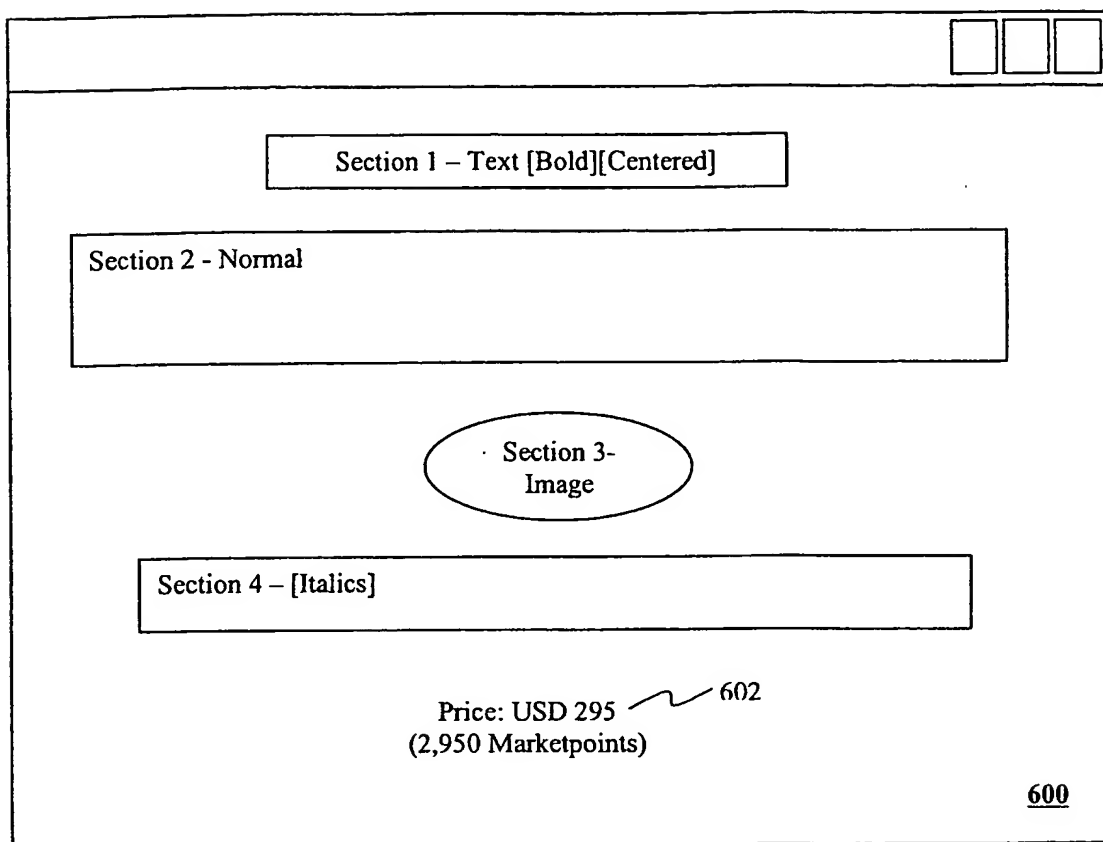 Section 1 – Text [Bold][Centered]
Section 2 - Normal
Section 3-
Image
Section 4 – [Italics]
Price: USD 295
602
(2,950 Marketpoints)
600